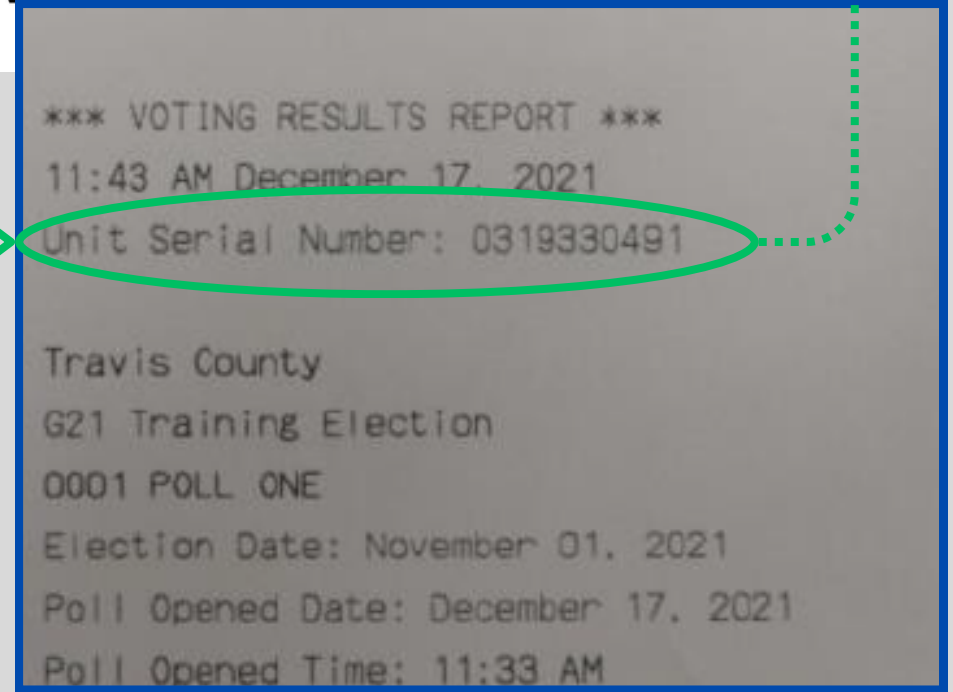 *** VOTING RESULTS REPORT ***
11:43 AM December 17, 2021
Unit Serial Number: 0319330491
Travis County
G21 Training Election
0001 POLL ONE
Election Date: November 01, 2021
Poll Opened Date: December 17, 2021
Poll Opened Time: 11:33 AM